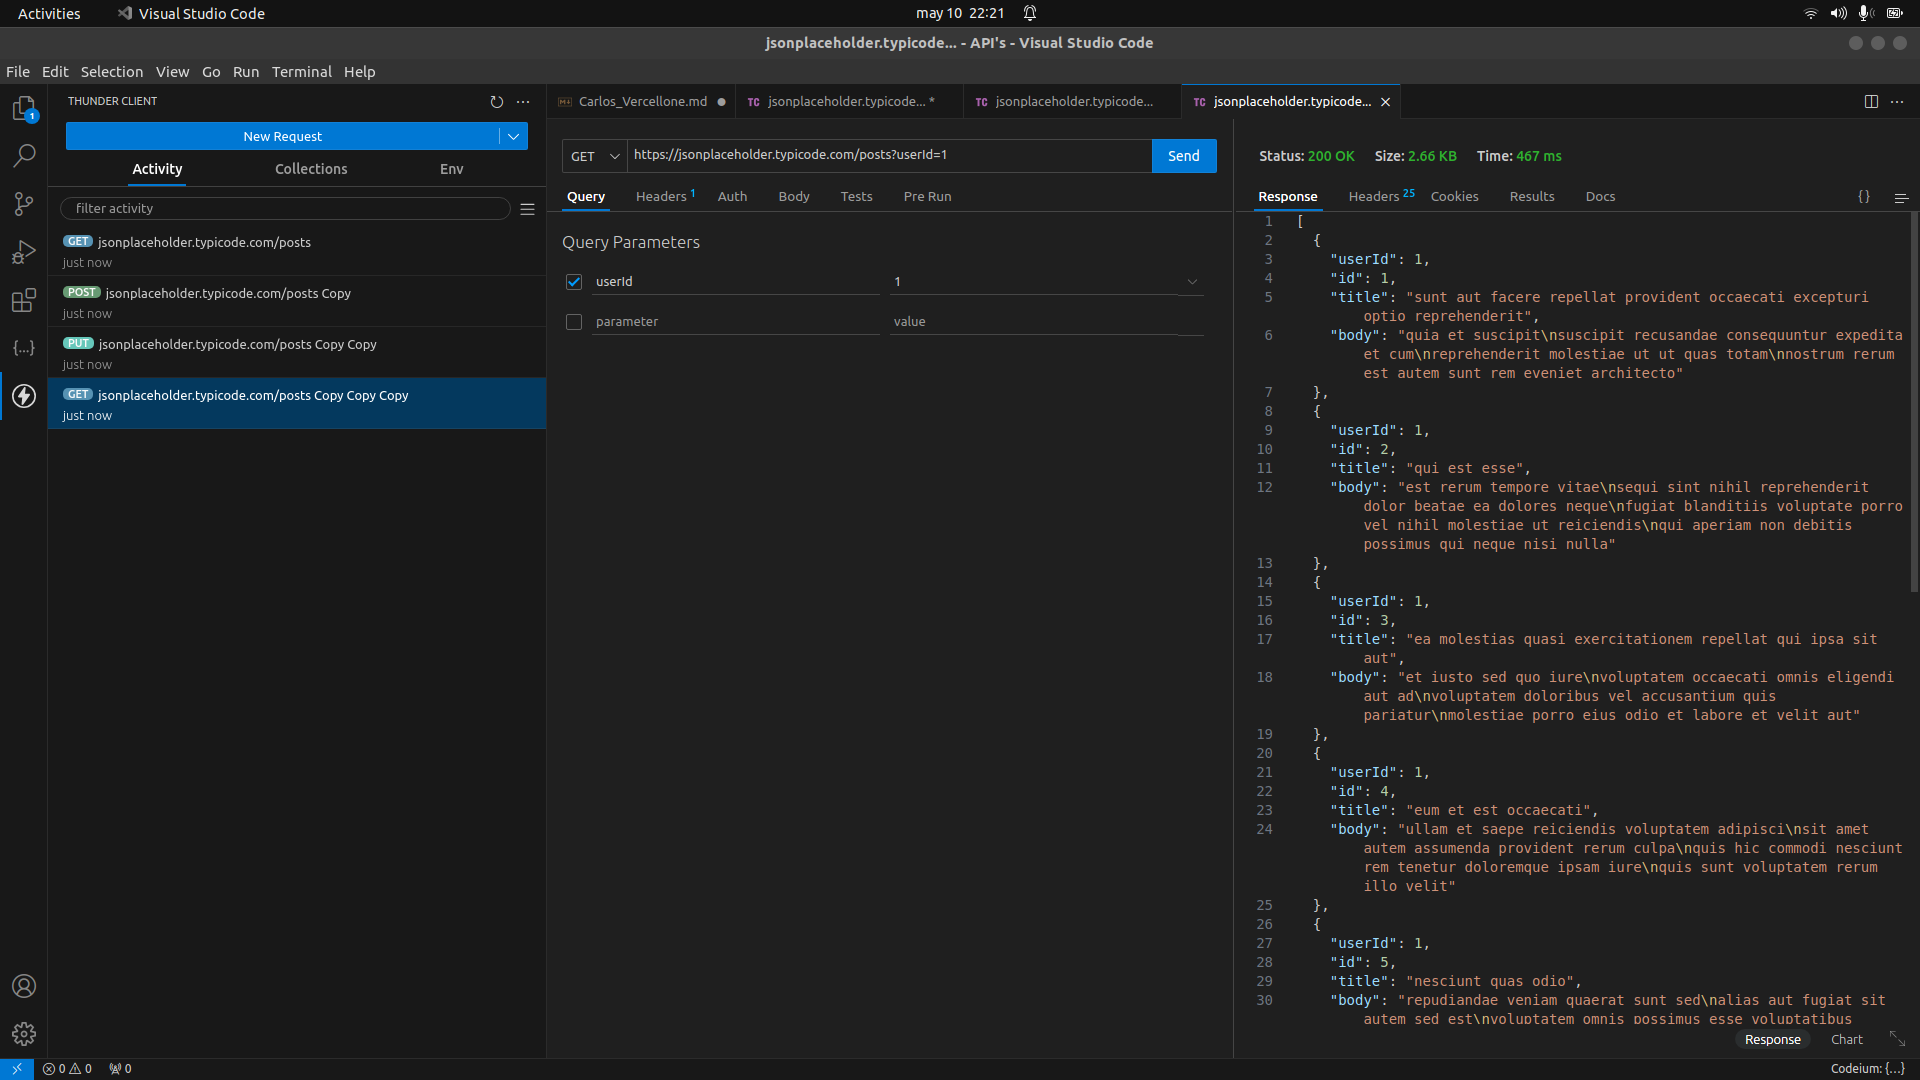 Activities
Visual Studio Code
may 10 22:21
jsonplaceholder.typicode... - API's - Visual Studio Code
File Edit Selection View Go Run Terminal Help
THUNDER CLIENT
New Request
Activity Collections Env
filter activity
GET jsonplaceholder.typicode.com/posts
just now
POST jsonplaceholder.typicode.com/posts Copy
just now
PUT jsonplaceholder.typicode.com/posts Copy Copy
just now
GET jsonplaceholder.typicode.com/posts Copy Copy Copy
just now
1
Carlos_Vercellone.md
TC jsonplaceholder.typicode... *
TC jsonplaceholder.typicode...
TC jsonplaceholder.typicode...
GET https://jsonplaceholder.typicode.com/posts?userId=1 Send
Query Headers 1 Auth Body Tests Pre Run
Query Parameters
userId 1
parameter value
Status: 200 OK Size: 2.66 KB Time: 467 ms
Response Headers 25 Cookies Results Docs {}
1 [
2 {
3 "userId": 1,
4 "id": 1,
5 "title": "sunt aut facere repellat provident occaecati excepturi
optio reprehenderit",
6 "body": "quia et suscipit\nsuscipit recusandae consequuntur expedita
et cum\nreprehenderit molestiae ut ut quas totam\nnostrum rerum
est autem sunt rem eveniet architecto"
7 },
8 {
9 "userId": 1,
10 "id": 2,
11 "title": "qui est esse",
12 "body": "est rerum tempore vitae\nsequi sint nihil reprehenderit
dolor beatae ea dolores neque\nfugiat blanditiis voluptate porro
vel nihil molestiae ut reiciendis\nqui aperiam non debitis
possimus qui neque nisi nulla"
13 },
14 {
15 "userId": 1,
16 "id": 3,
17 "title": "ea molestias quasi exercitationem repellat qui ipsa sit
aut",
18 "body": "et iusto sed quo iure\nvoluptatem occaecati omnis eligendi
aut ad\nvoluptatem doloribus vel accusantium quis
pariatur\nmolestiae porro eius odio et labore et velit aut"
19 },
20 {
21 "userId": 1,
22 "id": 4,
23 "title": "eum et est occaecati",
24 "body": "ullam et saepe reiciendis voluptatem adipisci\nsit amet
autem assumenda provident rerum culpa\nquis hic commodi nesciunt
rem tenetur doloremque ipsam iure\nquis sunt voluptatem rerum
illo velit"
25 },
26 {
27 "userId": 1,
28 "id": 5,
29 "title": "nesciunt quas odio",
30 "body": "repudiandae veniam quaerat sunt sed\nalias aut fugiat sit
autem sed est\nvoluptatem omnis possimus esse voluptatibus
Response Chart
0 0 0
Codeium: {...}